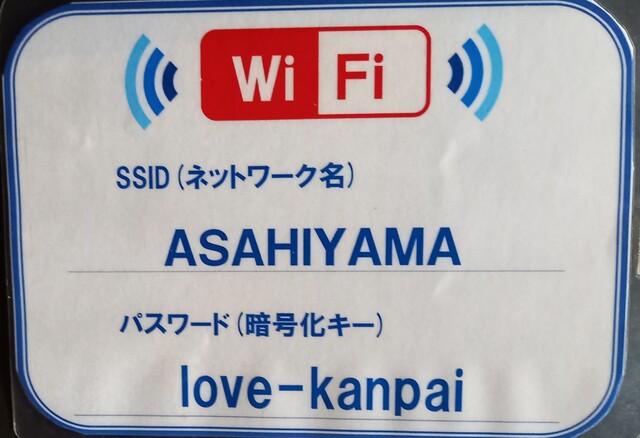 Wi Fi
SSID(ネットワーク名)
ASAHIYAMA
パスワード(暗号化キー)
love-kanpai